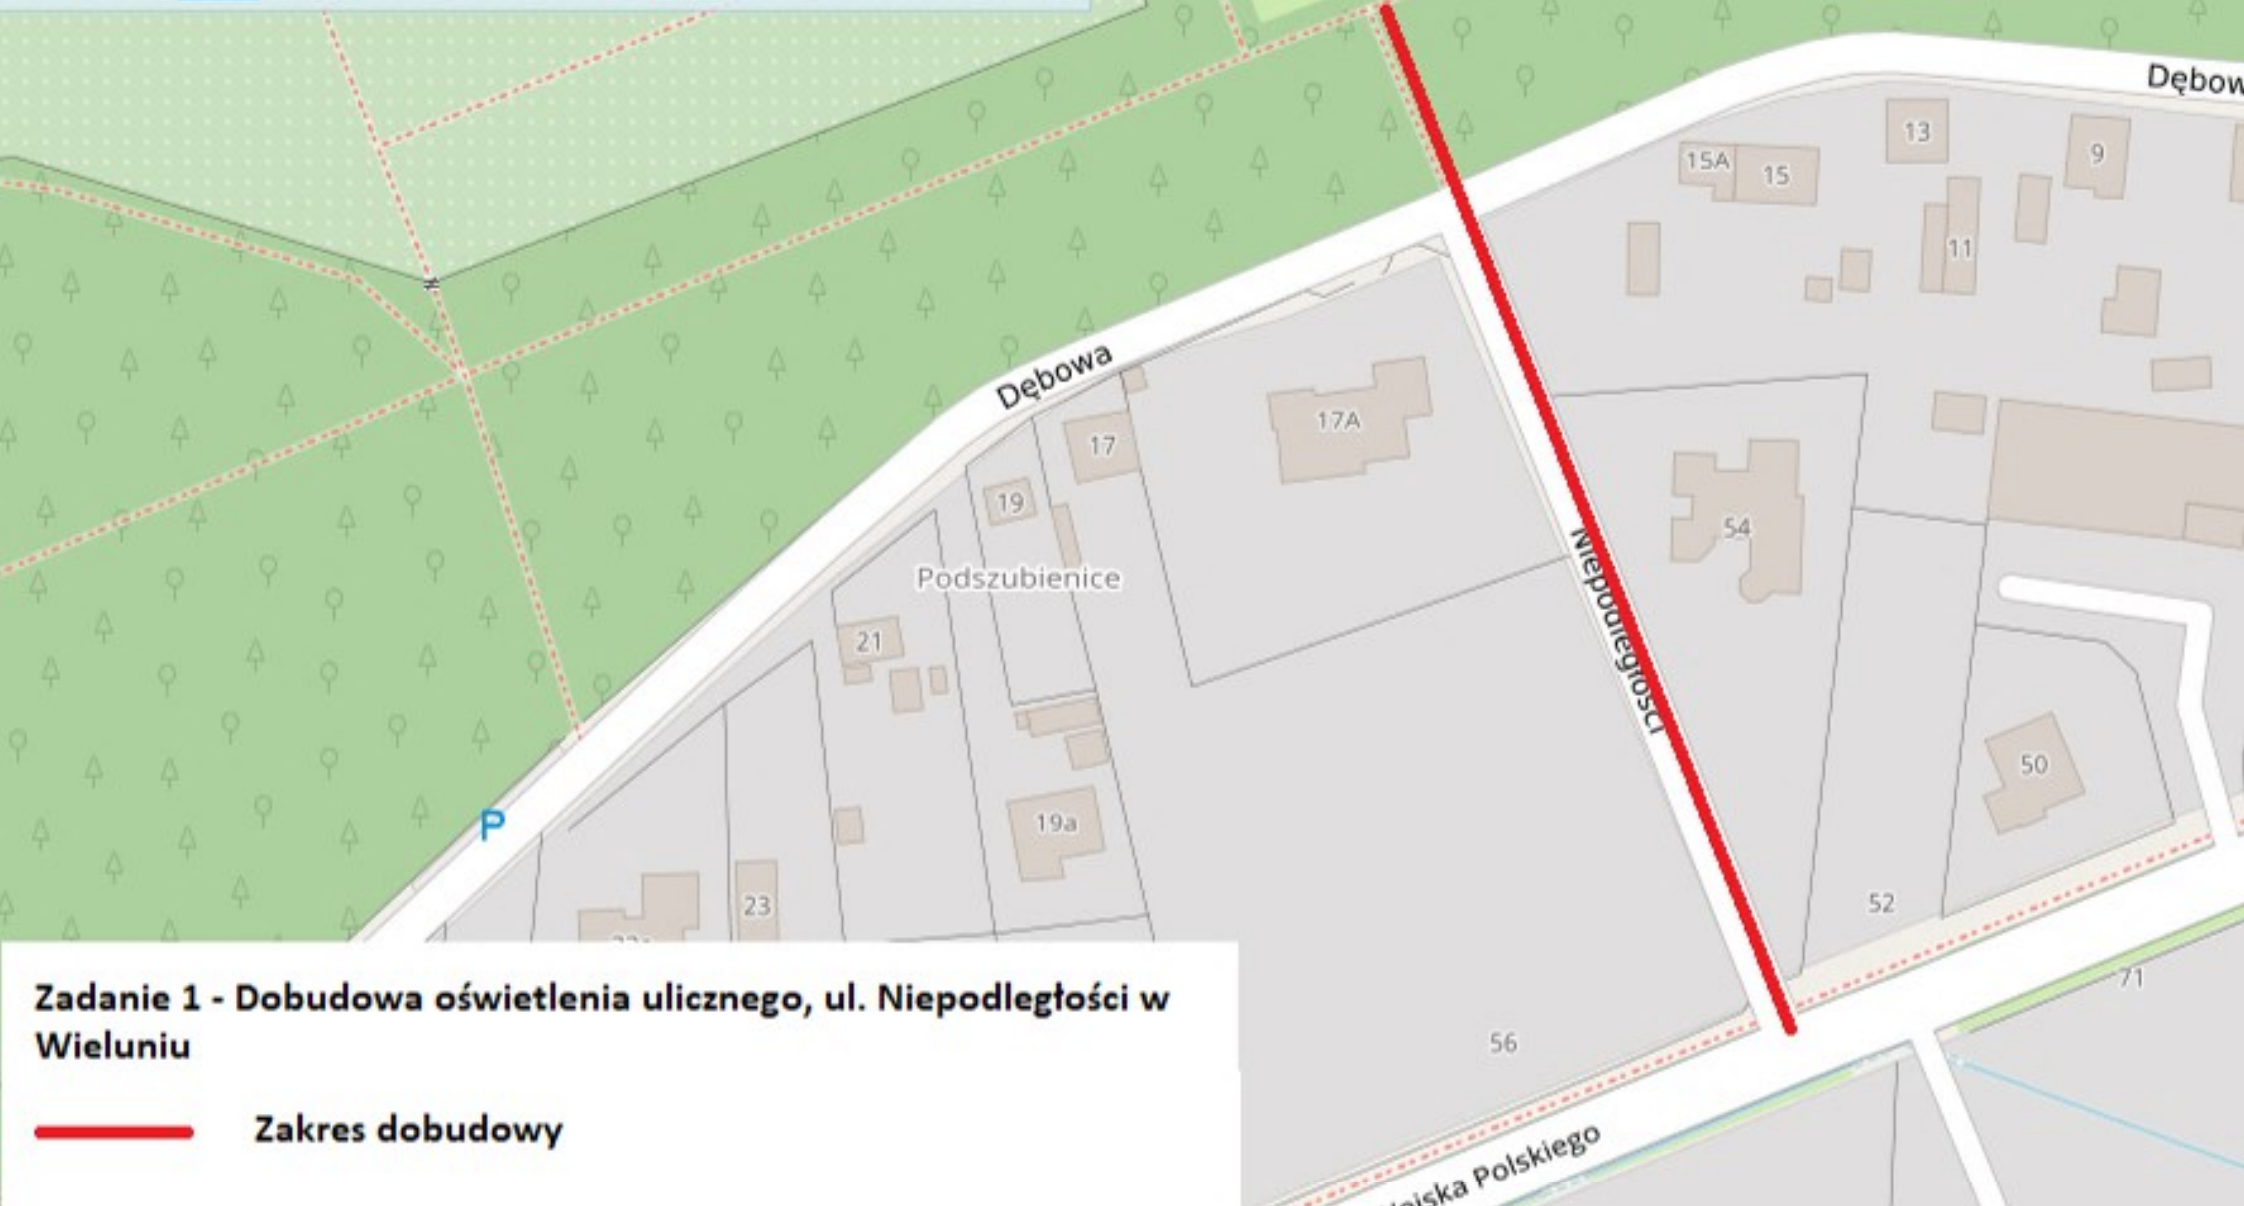 Dębow
13
9
15A
15
11
Dębowa
17A
17
19
54
Niepodległości
Podszubienice
21
50
P
19a
23
52
71
56
Polskiego
Zadanie 1 - Dobudowa oświetlenia ulicznego, ul. Niepodległości w
Wieluniu
Zakres dobudowy